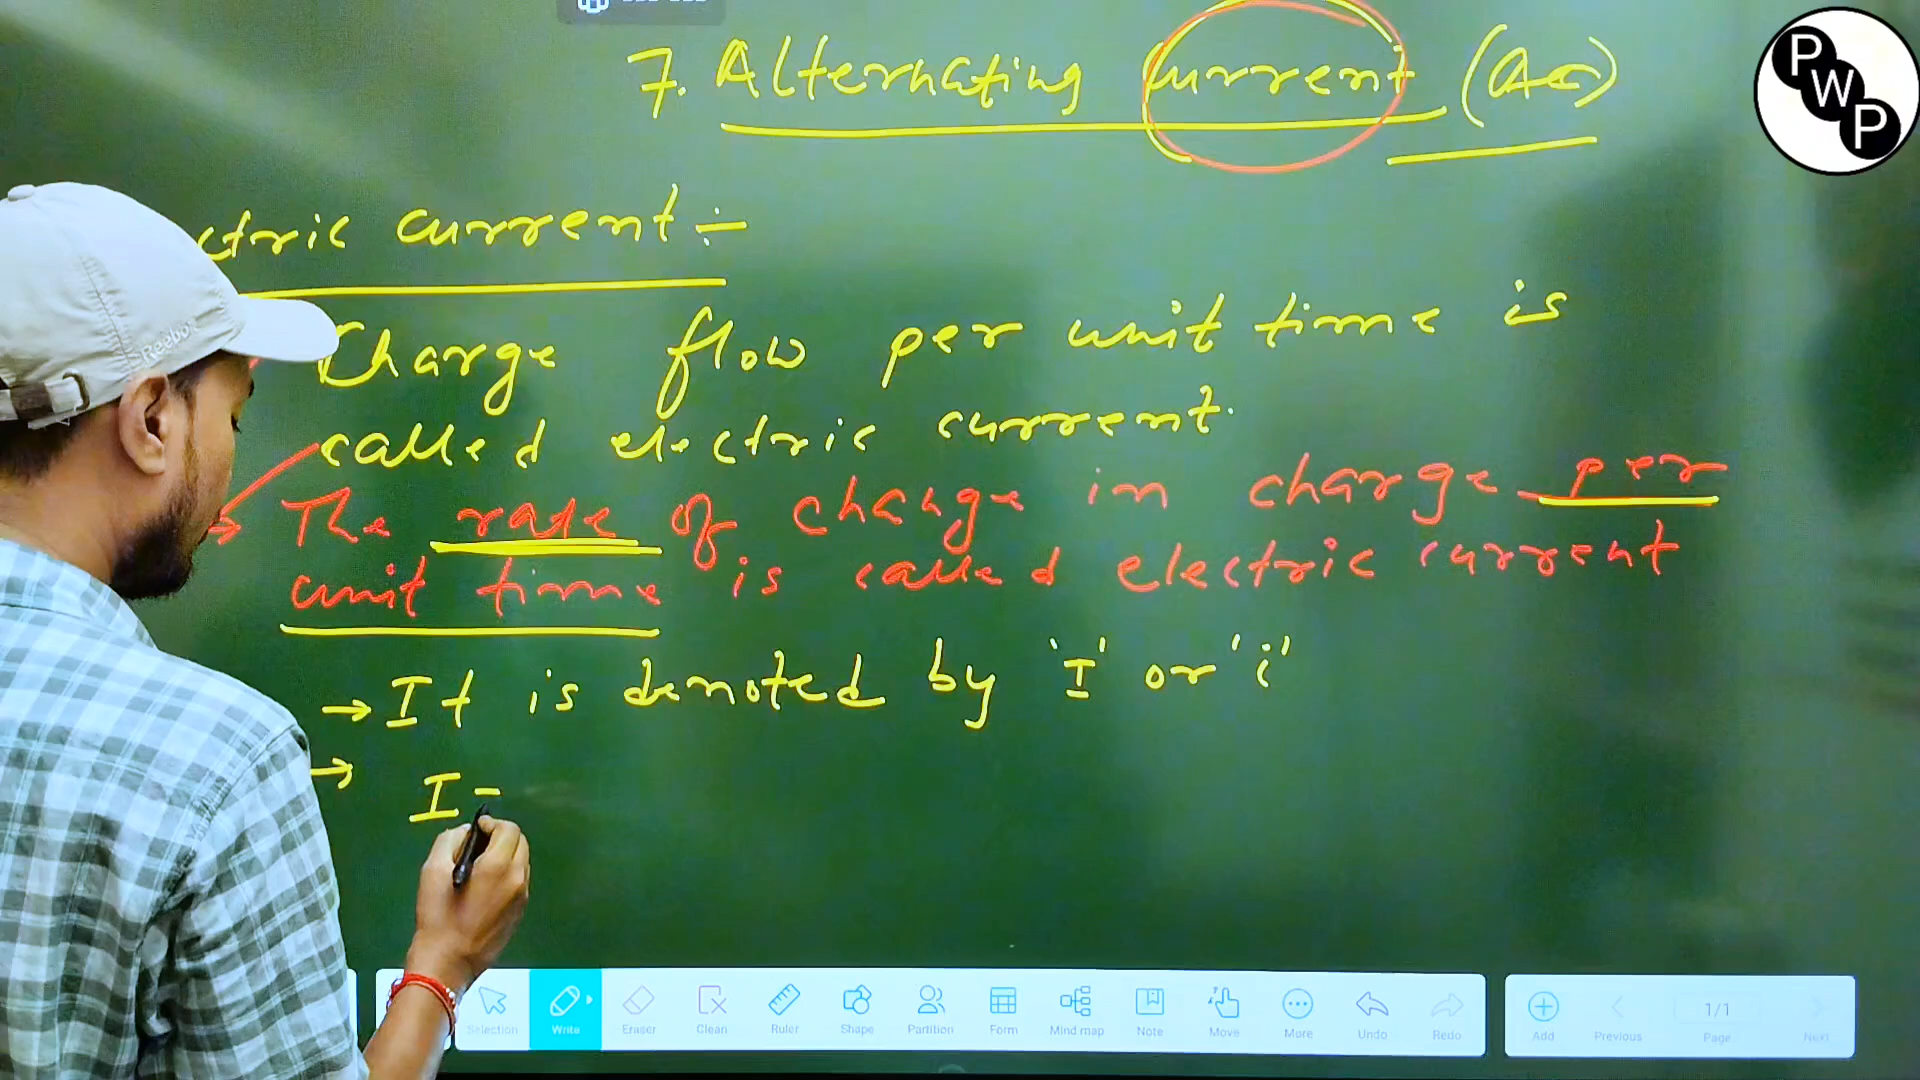 7. Alternating Current (AC)
PWP
ctric current :-
Reebok
Charge flow per unit time is
called electric current.
The rate of change in charge per
unit time is called electric current
→ It is denoted by 'I' or 'i'
→ I -
Selection Write Eraser Clean Ruler Shape Partition Form Mind map Note Move More Undo Redo
Add Previous 1/1 Page Next